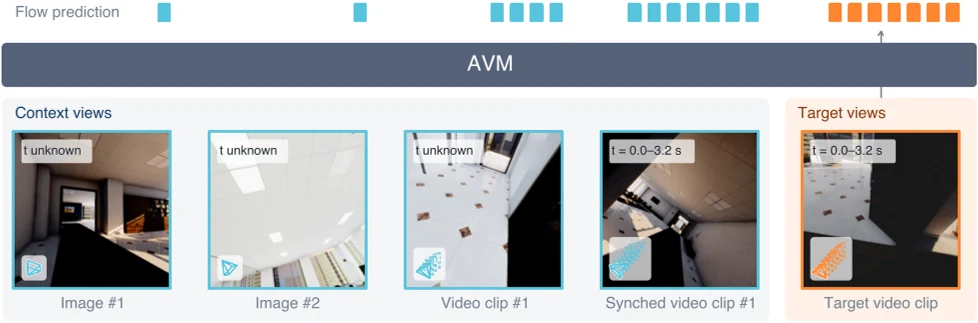 Flow prediction
AVM
Context views
Target views
t unknown
t unknown
t unknown
t = 0.0–3.2 s
t = 0.0–3.2 s
Image #1
Image #2
Video clip #1
Synched video clip #1
Target video clip